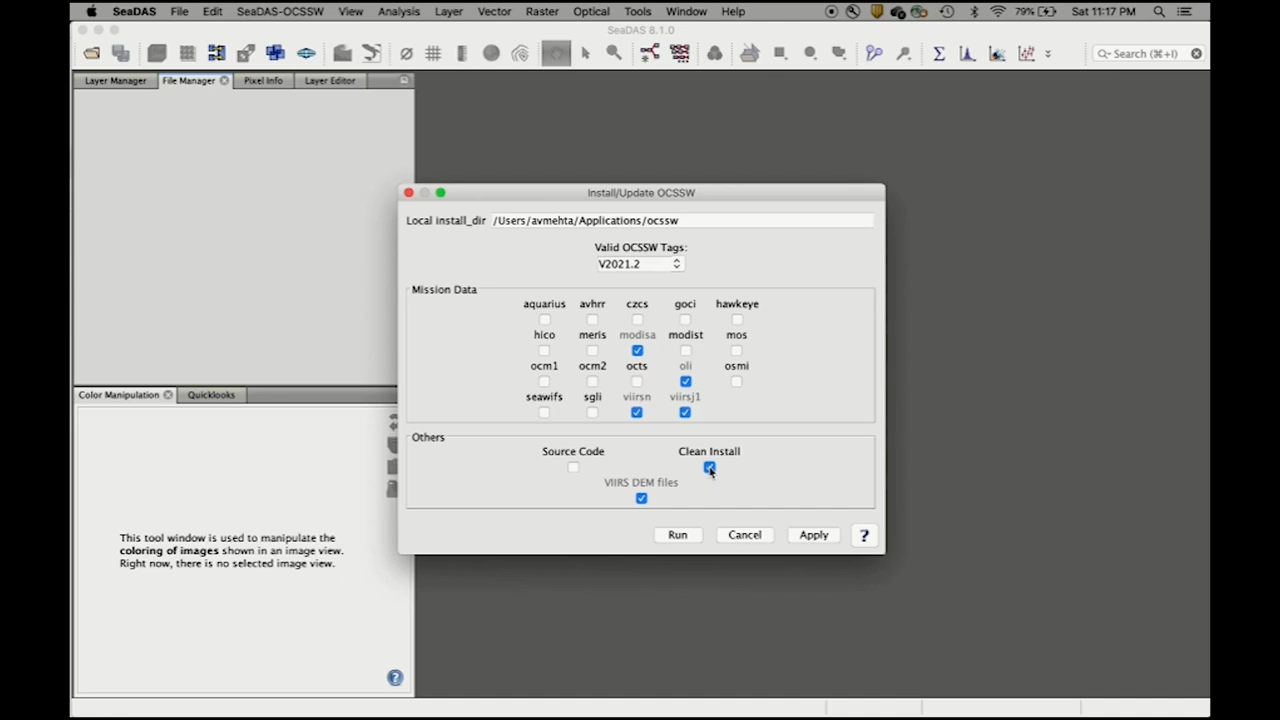 SeaDAS File Edit SeaDAS-OCSSW View Analysis Layer Vector Raster Optical Tools Window Help 79% Sat 11:17 PM
SeaDAS 8.1.0
Search (⌘+I)
Layer Manager File Manager Pixel Info Layer Editor
Install/Update OCSSW
Local install_dir /Users/avmehta/Applications/ocssw
Valid OCSSW Tags:
V2021.2
Mission Data
aquarius avhrr czcs goci hawkeye
hico meris modisa modist mos
ocm1 ocm2 octs oli osmi
seawifs sgli viirsn viirsj1
Others
Source Code Clean Install
VIIRS DEM files
Run Cancel Apply ?
Color Manipulation Quicklooks
This tool window is used to manipulate the
coloring of images shown in an image view.
Right now, there is no selected image view.
?